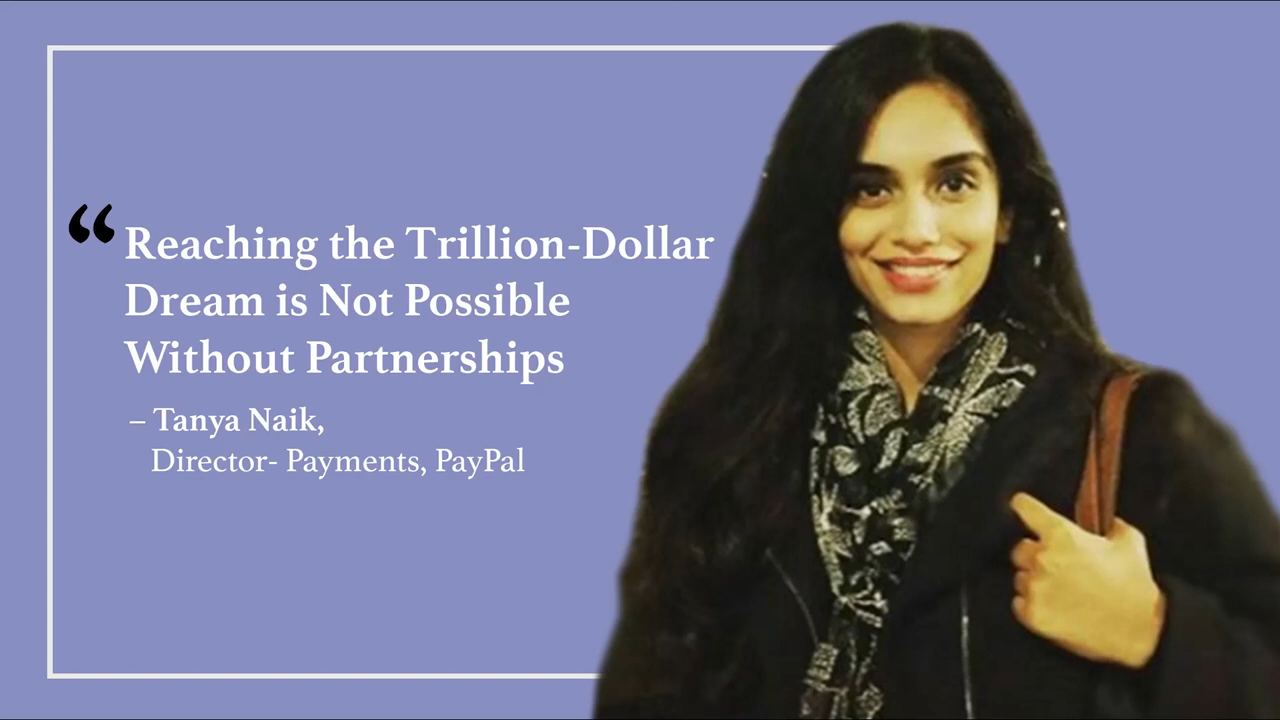 “ Reaching the Trillion-Dollar
Dream is Not Possible
Without Partnerships
– Tanya Naik,
Director- Payments, PayPal